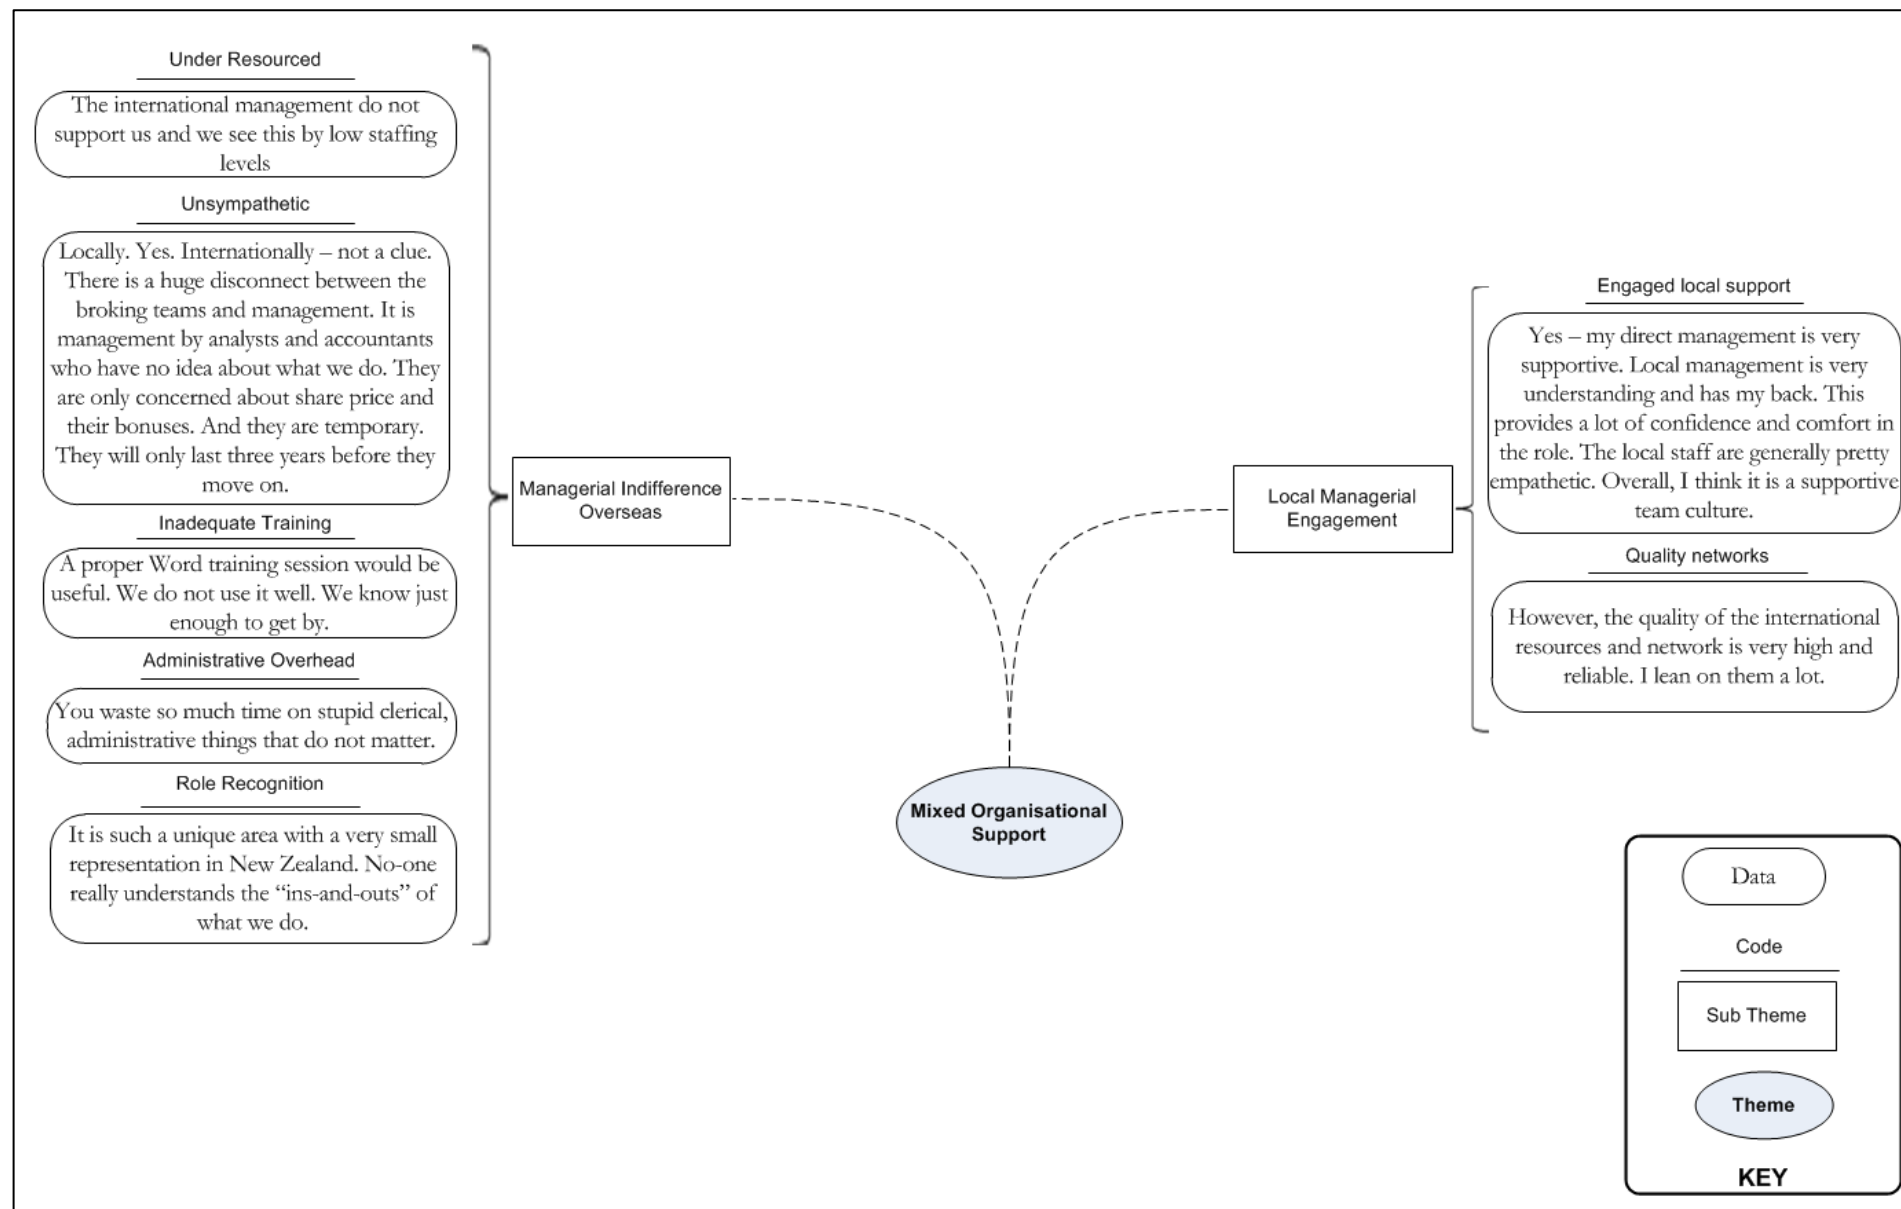 Under Resourced
The international management do not
support us and we see this by low staffing
levels
Unsympathetic
Locally. Yes. Internationally – not a clue.
There is a huge disconnect between the
broking teams and management. It is
management by analysts and accountants
who have no idea about what we do. They
are only concerned about share price and
their bonuses. And they are temporary.
They will only last three years before they
move on.
Inadequate Training
A proper Word training session would be
useful. We do not use it well. We know just
enough to get by.
Administrative Overhead
You waste so much time on stupid clerical,
administrative things that do not matter.
Role Recognition
It is such a unique area with a very small
representation in New Zealand. No-one
really understands the “ins-and-outs” of
what we do.
Managerial Indifference
Overseas
Mixed Organisational
Support
Local Managerial
Engagement
Engaged local support
Yes – my direct management is very
supportive. Local management is very
understanding and has my back. This
provides a lot of confidence and comfort in
the role. The local staff are generally pretty
empathetic. Overall, I think it is a supportive
team culture.
Quality networks
However, the quality of the international
resources and network is very high and
reliable. I lean on them a lot.
Data
Code
Sub Theme
Theme
KEY